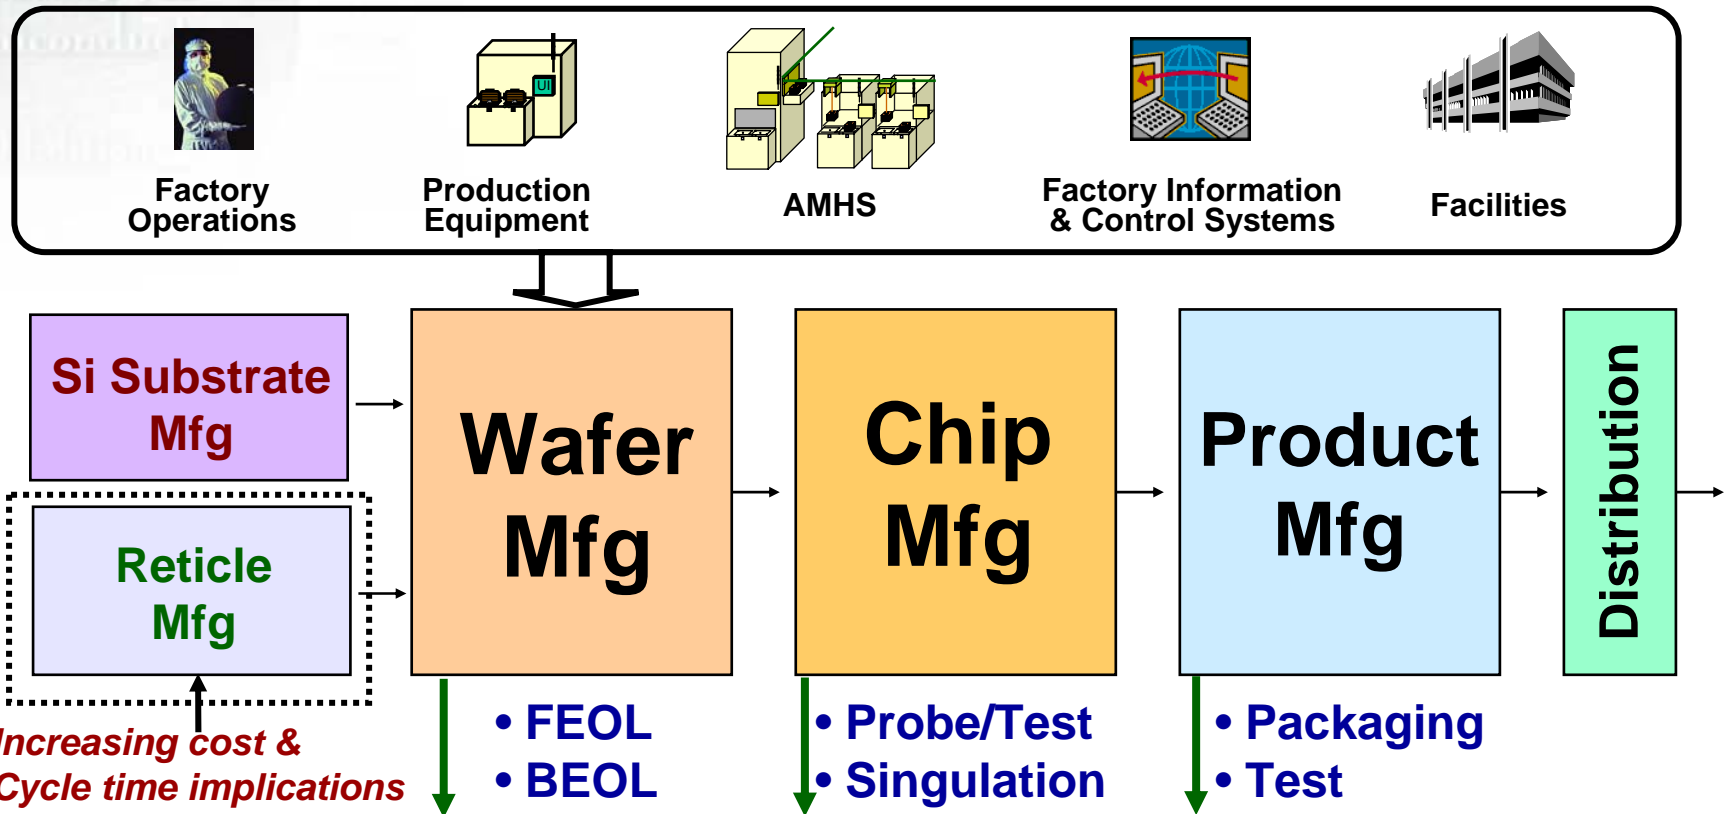 UI
Factory
Operations
Production
Equipment
AMHS
Factory Information
& Control Systems
Facilities
Si Substrate
Mfg
Reticle
Mfg
Increasing cost &
Cycle time implications
Wafer
Mfg
• FEOL
• BEOL
Chip
Mfg
• Probe/Test
• Singulation
Product
Mfg
• Packaging
• Test
Distribution